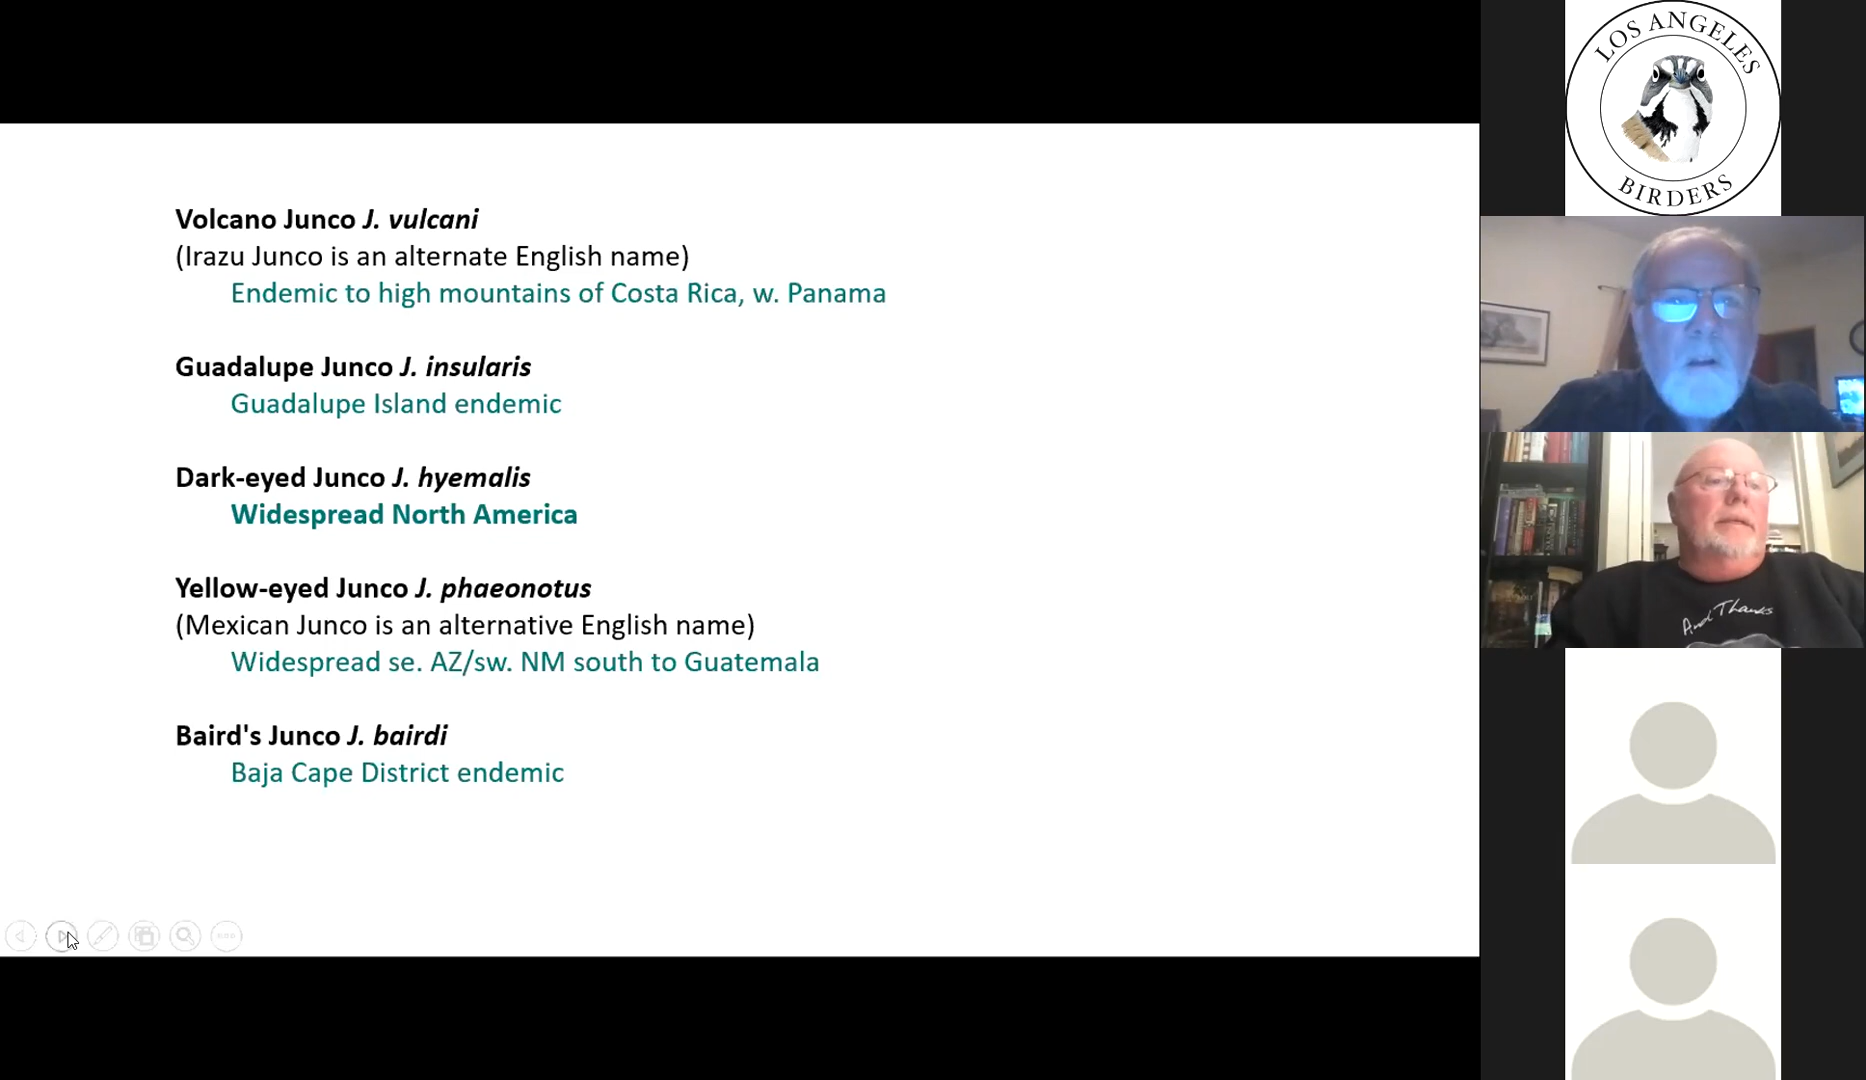 Volcano Junco J. vulcani
(Irazu Junco is an alternate English name)
Endemic to high mountains of Costa Rica, w. Panama
Guadalupe Junco J. insularis
Guadalupe Island endemic
Dark-eyed Junco J. hyemalis
Widespread North America
Yellow-eyed Junco J. phaeonotus
(Mexican Junco is an alternative English name)
Widespread se. AZ/sw. NM south to Guatemala
Baird's Junco J. bairdi
Baja Cape District endemic
LOS ANGELES
BIRDERS
And Thanks